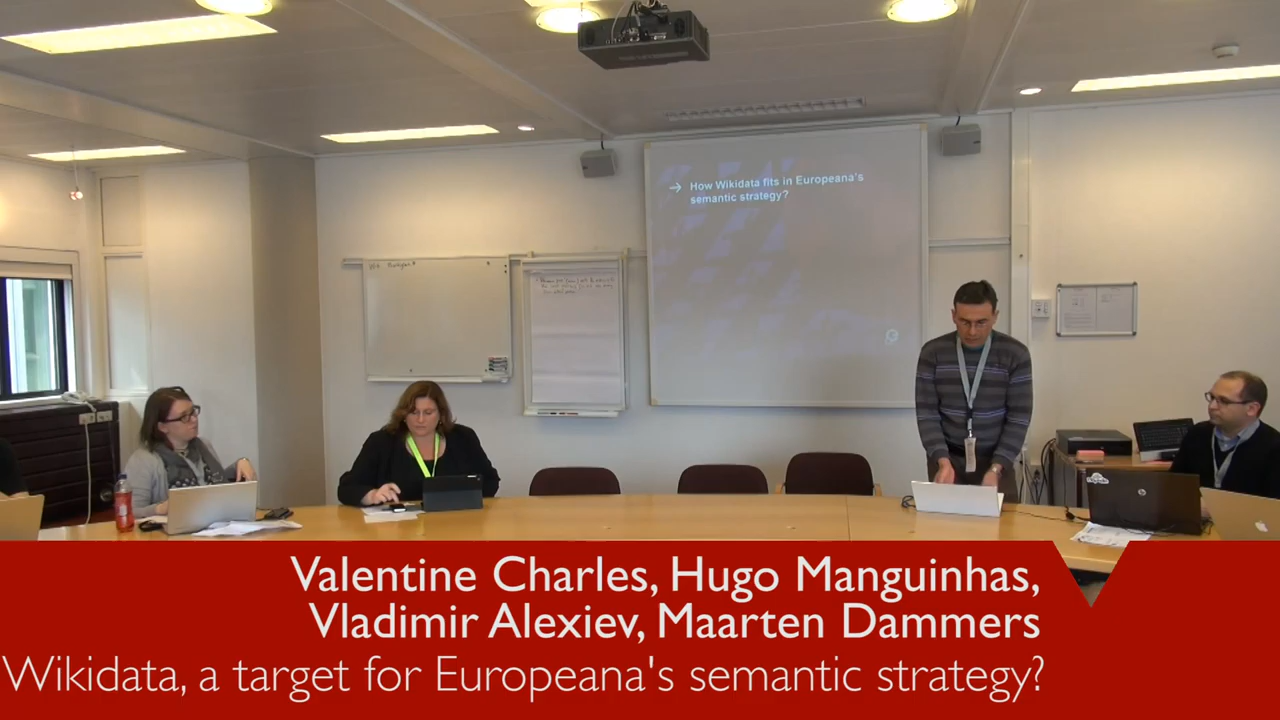 How Wikidata fits in Europeana's
semantic strategy?
Valentine Charles, Hugo Manguinhas,
Vladimir Alexiev, Maarten Dammers
Wikidata, a target for Europeana's semantic strategy?